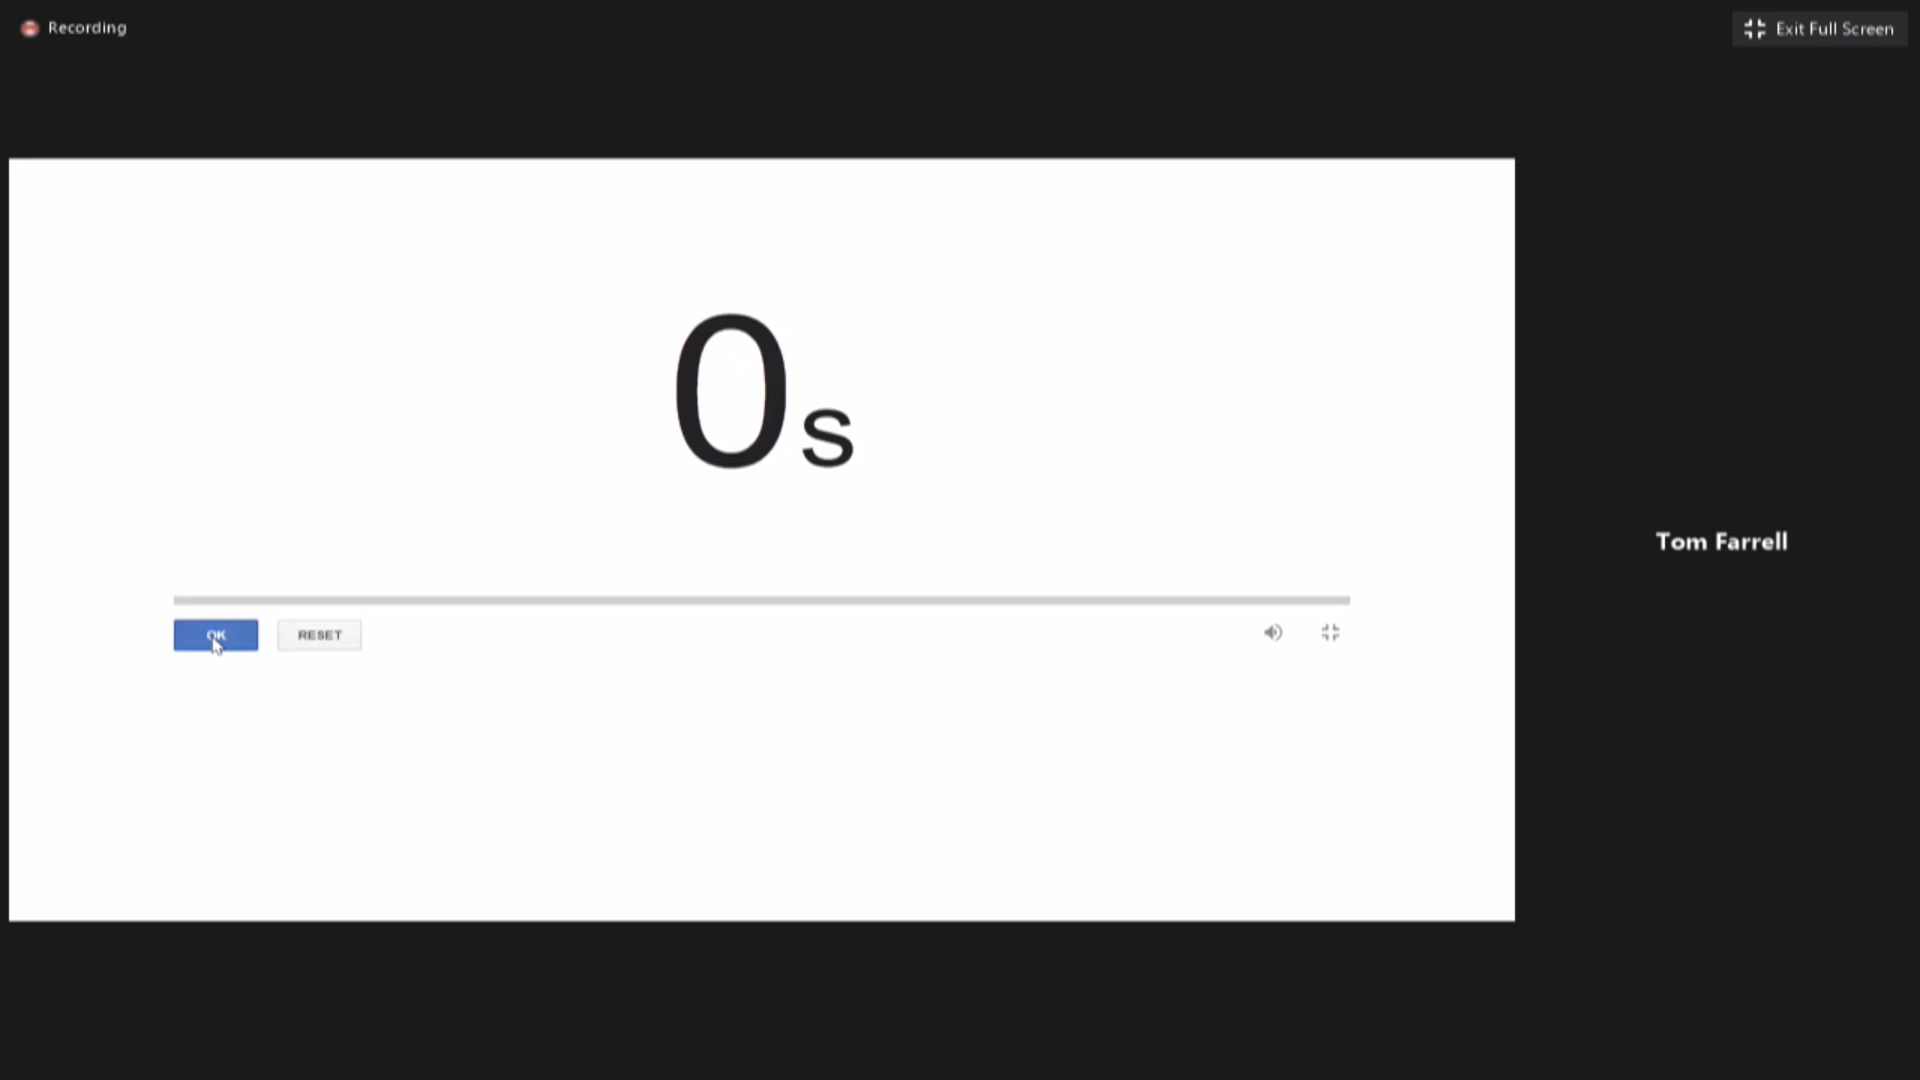 Recording
Exit Full Screen
0s
Tom Farrell
OK
RESET